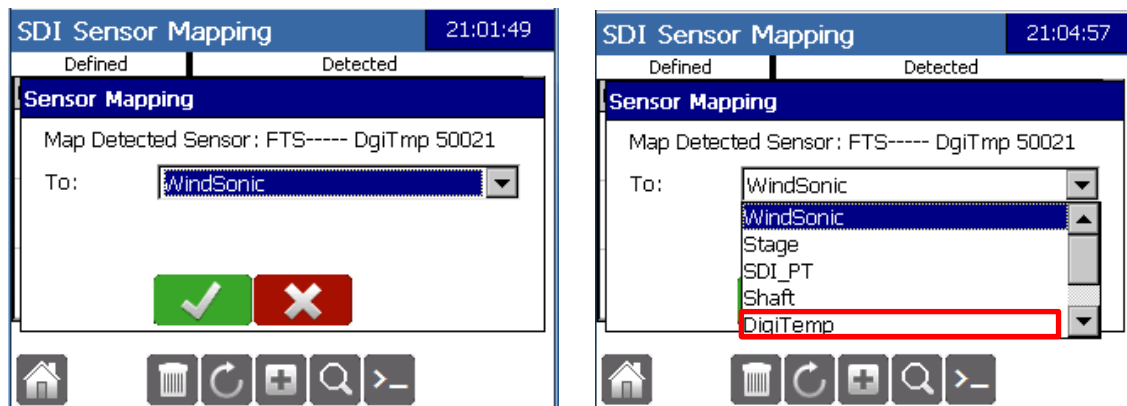 SDI Sensor Mapping 21:01:49
Defined Detected
Sensor Mapping
Map Detected Sensor: FTS----- DgiTmp 50021
To: WindSonic
>_
SDI Sensor Mapping 21:04:57
Defined Detected
Sensor Mapping
Map Detected Sensor: FTS----- DgiTmp 50021
To: WindSonic
WindSonic
Stage
SDI_PT
Shaft
DigiTemp
>_